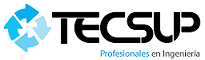 TECSUP
Profesionales en Ingeniería